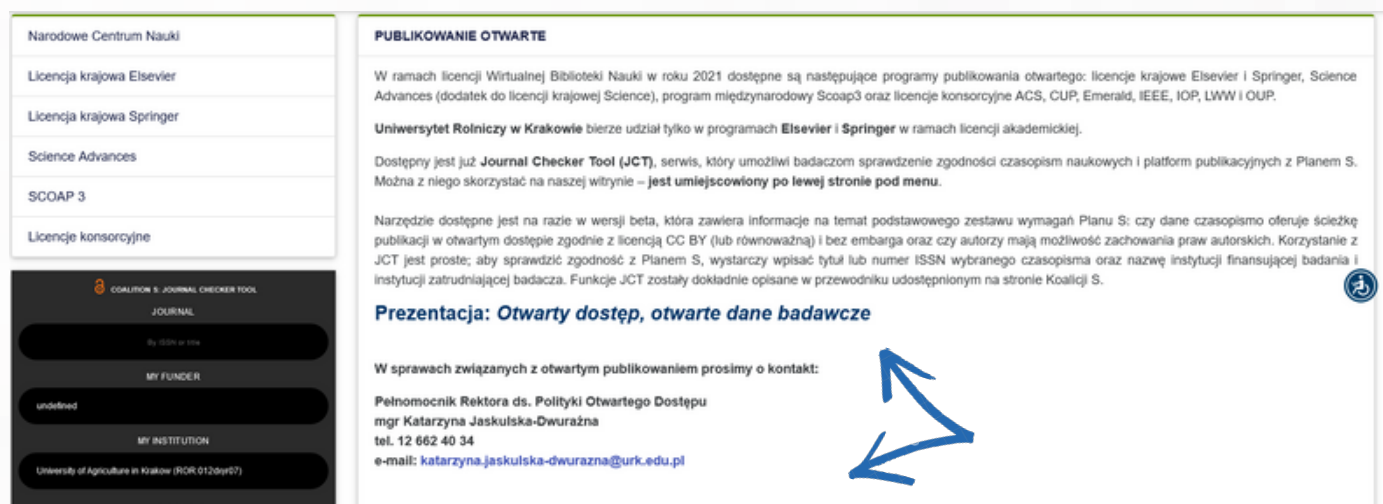 Narodowe Centrum Nauki
Licencja krajowa Elsevier
Licencja krajowa Springer
Science Advances
SCOAP 3
Licencje konsorcyjne
COALITION S: JOURNAL CHECKER TOOL
JOURNAL
By ISSN or title
MY FUNDER
undefined
MY INSTITUTION
University of Agriculture in Krakow
PUBLIKOWANIE OTWARTE
W ramach licencji Wirtualnej Biblioteki Nauki w roku 2021 dostępne są następujące programy publikowania otwartego: licencje krajowe Elsevier i Springer, Science
Advances (dodatek do licencji krajowej Science), program międzynarodowy Scoap3 oraz licencje konsorcyjne ACS, CUP, Emerald, IEEE, IOP, LWW i OUP.
Uniwersytet Rolniczy w Krakowie bierze udział tylko w programach Elsevier i Springer w ramach licencji akademickiej.
Dostępny jest już Journal Checker Tool (JCT), serwis, który umożliwi badaczom sprawdzenie zgodności czasopism naukowych i platform publikacyjnych z Planem S.
Można z niego skorzystać na naszej witrynie – jest umiejscowiony po lewej stronie pod menu.
Narzędzie dostępne jest na razie w wersji beta, która zawiera informacje na temat podstawowego zestawu wymagań Planu S: czy dane czasopismo oferuje ścieżkę
publikacji w otwartym dostępie zgodnie z licencją CC BY (lub równoważną) i bez embarga oraz czy autorzy mają możliwość zachowania praw autorskich. Korzystanie z
JCT jest proste; aby sprawdzić zgodność z Planem S, wystarczy wpisać tytuł lub numer ISSN wybranego czasopisma oraz nazwę instytucji finansującej badania i
instytucji zatrudniającej badacza. Funkcje JCT zostały dokładnie opisane w przewodniku udostępnionym na stronie Koalicji S.
Prezentacja: Otwarty dostęp, otwarte dane badawcze
W sprawach związanych z otwartym publikowaniem prosimy o kontakt:
Pełnomocnik Rektora ds. Polityki Otwartego Dostępu
mgr Katarzyna Jaskulska-Dwuraźna
tel. 12 662 40 34
e-mail: katarzyna.jaskulska-dwurazna@urk.edu.pl